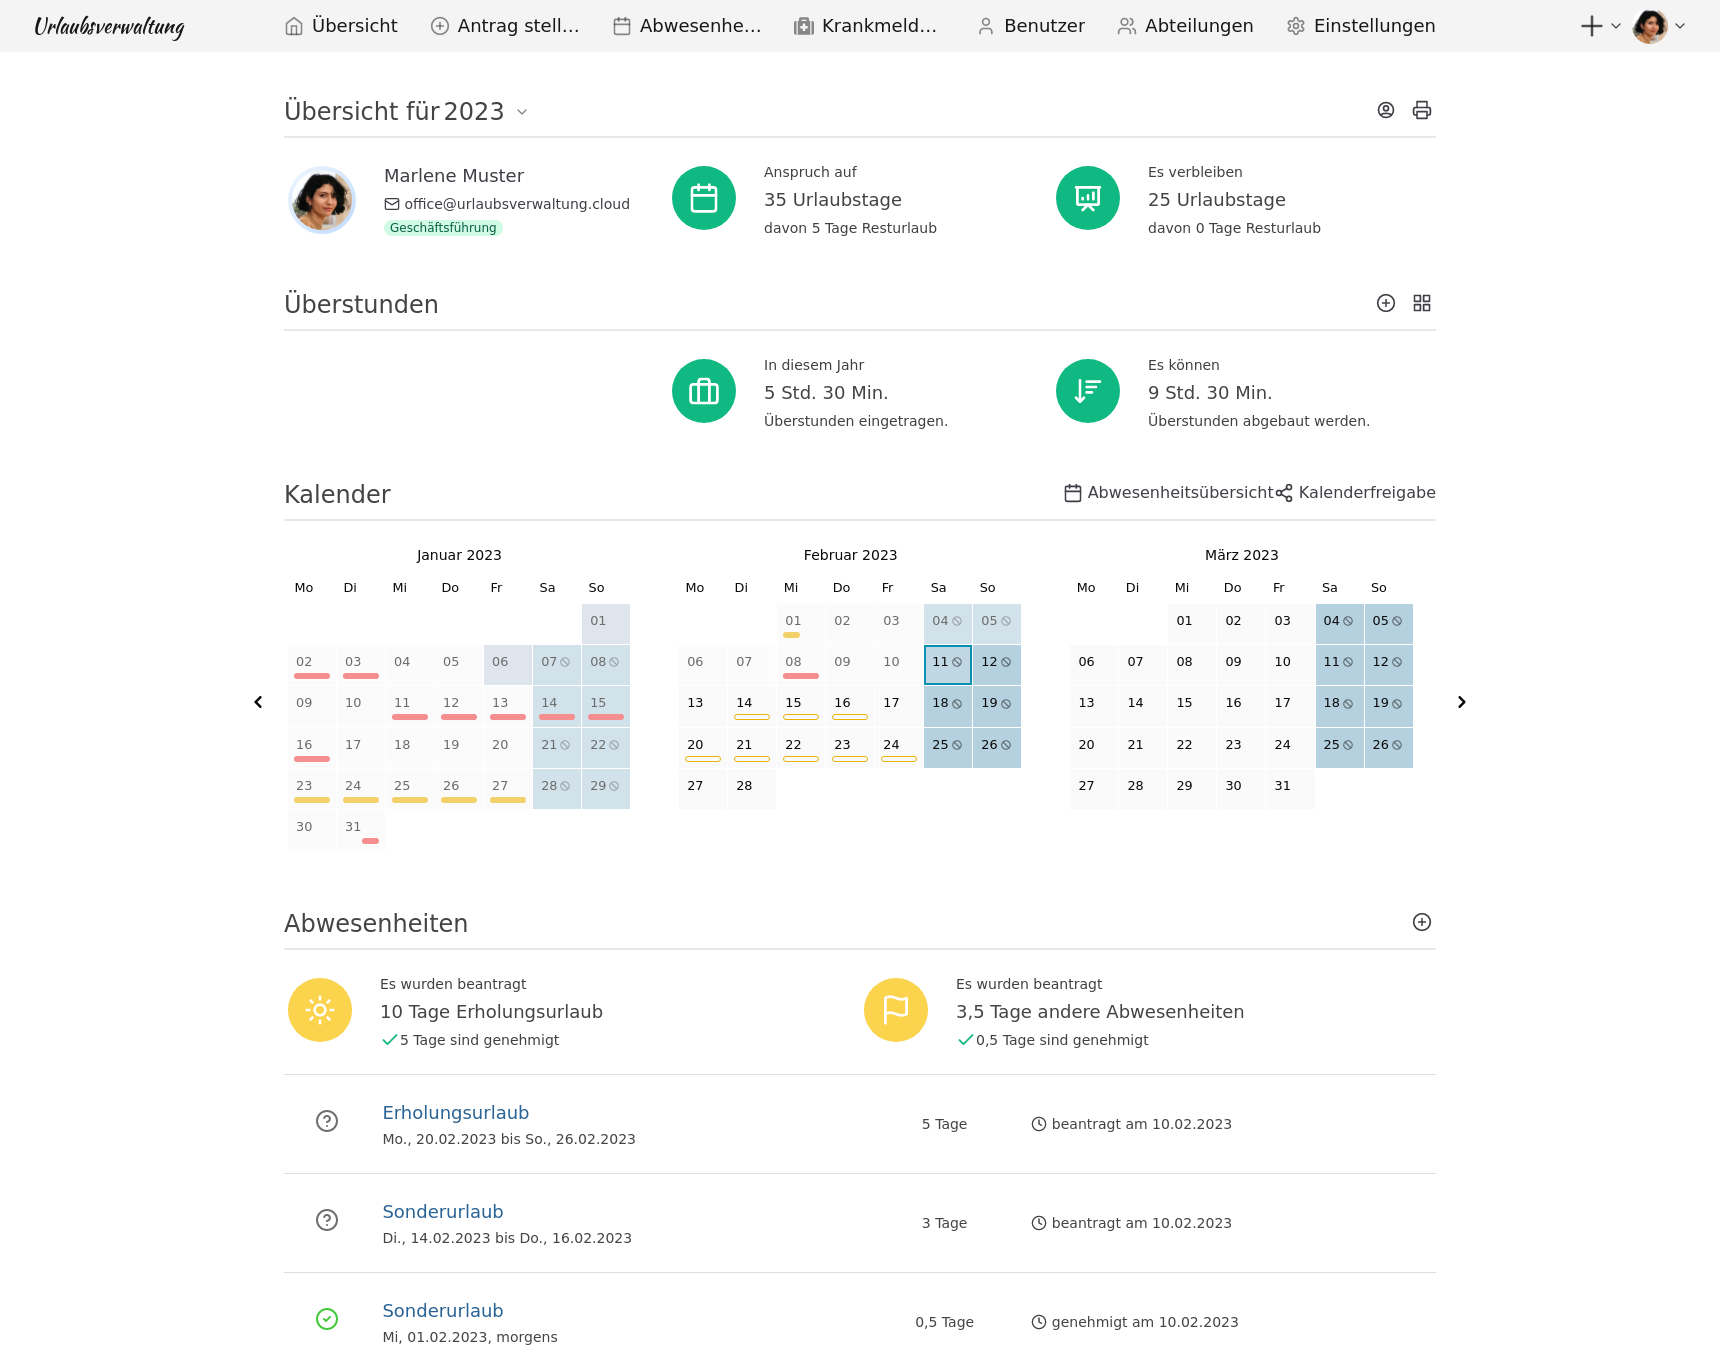 Urlaubsverwaltung
Übersicht
Antrag stell...
Abwesenhe...
Krankmeld...
Benutzer
Abteilungen
Einstellungen
Übersicht für 2023
Marlene Muster
office@urlaubsverwaltung.cloud
Geschäftsführung
Anspruch auf
35 Urlaubstage
davon 5 Tage Resturlaub
Es verbleiben
25 Urlaubstage
davon 0 Tage Resturlaub
Überstunden
In diesem Jahr
5 Std. 30 Min.
Überstunden eingetragen.
Es können
9 Std. 30 Min.
Überstunden abgebaut werden.
Kalender
Abwesenheitsübersicht
Kalenderfreigabe
Januar 2023
Mo Di Mi Do Fr Sa So
01
02 03 04 05 06 07 08
09 10 11 12 13 14 15
16 17 18 19 20 21 22
23 24 25 26 27 28 29
30 31
Februar 2023
Mo Di Mi Do Fr Sa So
01 02 03 04 05
06 07 08 09 10 11 12
13 14 15 16 17 18 19
20 21 22 23 24 25 26
27 28
März 2023
Mo Di Mi Do Fr Sa So
01 02 03 04 05
06 07 08 09 10 11 12
13 14 15 16 17 18 19
20 21 22 23 24 25 26
27 28 29 30 31
Abwesenheiten
Es wurden beantragt
10 Tage Erholungsurlaub
5 Tage sind genehmigt
Es wurden beantragt
3,5 Tage andere Abwesenheiten
0,5 Tage sind genehmigt
Erholungsurlaub
Mo., 20.02.2023 bis So., 26.02.2023
5 Tage
beantragt am 10.02.2023
Sonderurlaub
Di., 14.02.2023 bis Do., 16.02.2023
3 Tage
beantragt am 10.02.2023
Sonderurlaub
Mi, 01.02.2023, morgens
0,5 Tage
genehmigt am 10.02.2023